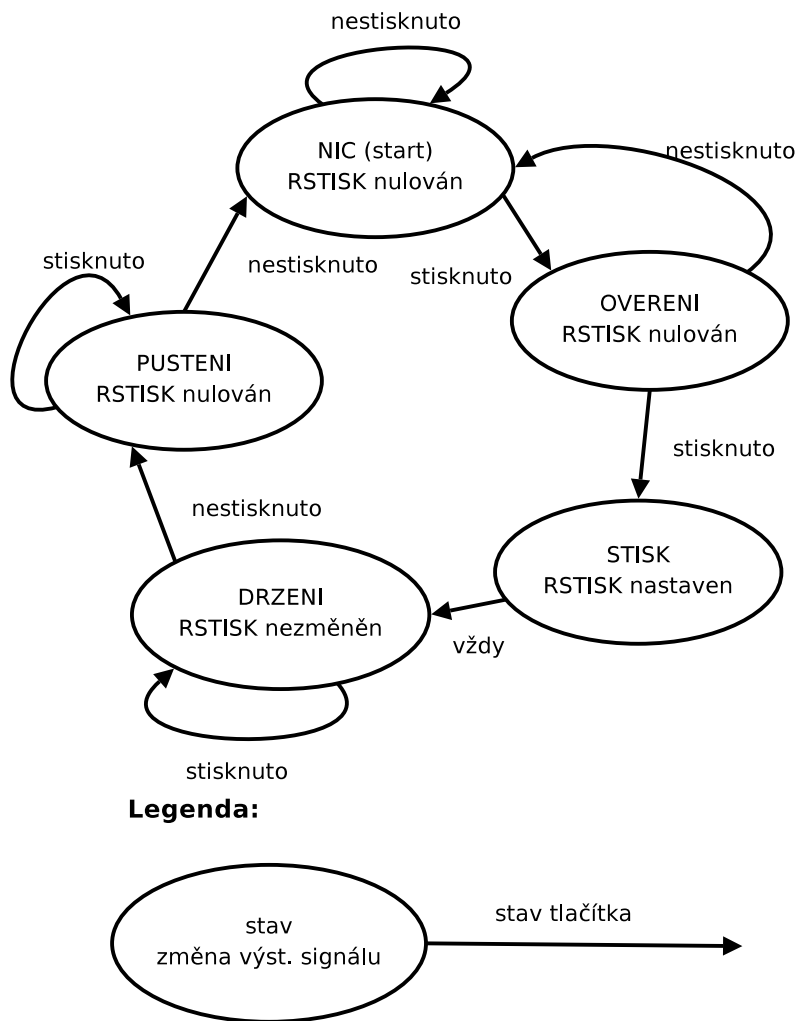 nestisknuto
NIC (start)
RSTISK nulován
nestisknuto
stisknuto
nestisknuto
stisknuto
OVERENI
RSTISK nulován
PUSTENI
RSTISK nulován
stisknuto
nestisknuto
STISK
RSTISK nastaven
DRZENI
RSTISK nezměněn
vždy
stisknuto
Legenda:
stav
změna výst. signálu
stav tlačítka